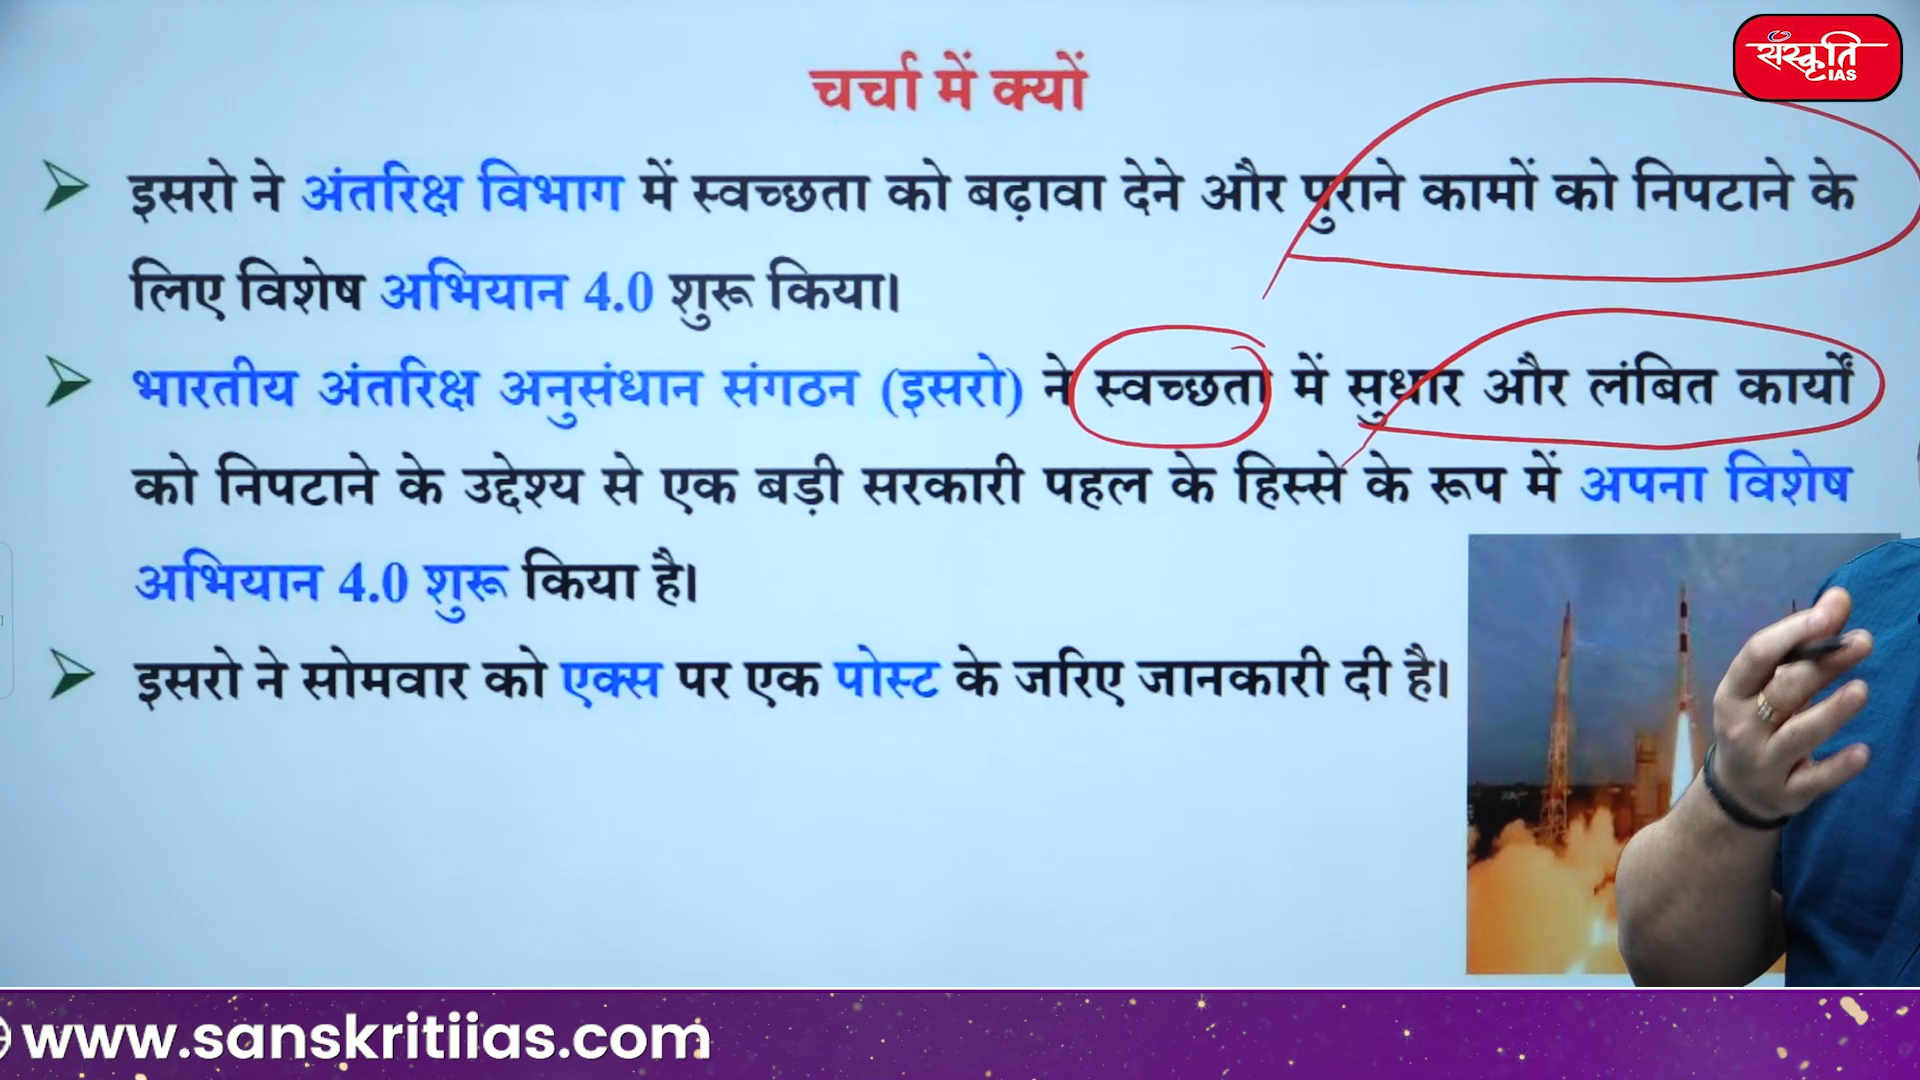 संस्कृति
IAS
चर्चा में क्यों
इसरो ने अंतरिक्ष विभाग में स्वच्छता को बढ़ावा देने और पुराने कामों को निपटाने के
लिए विशेष अभियान 4.0 शुरू किया।
भारतीय अंतरिक्ष अनुसंधान संगठन (इसरो) ने स्वच्छता में सुधार और लंबित कार्यों
को निपटाने के उद्देश्य से एक बड़ी सरकारी पहल के हिस्से के रूप में अपना विशेष
अभियान 4.0 शुरू किया है।
इसरो ने सोमवार को एक्स पर एक पोस्ट के जरिए जानकारी दी है।
www.sanskritiias.com